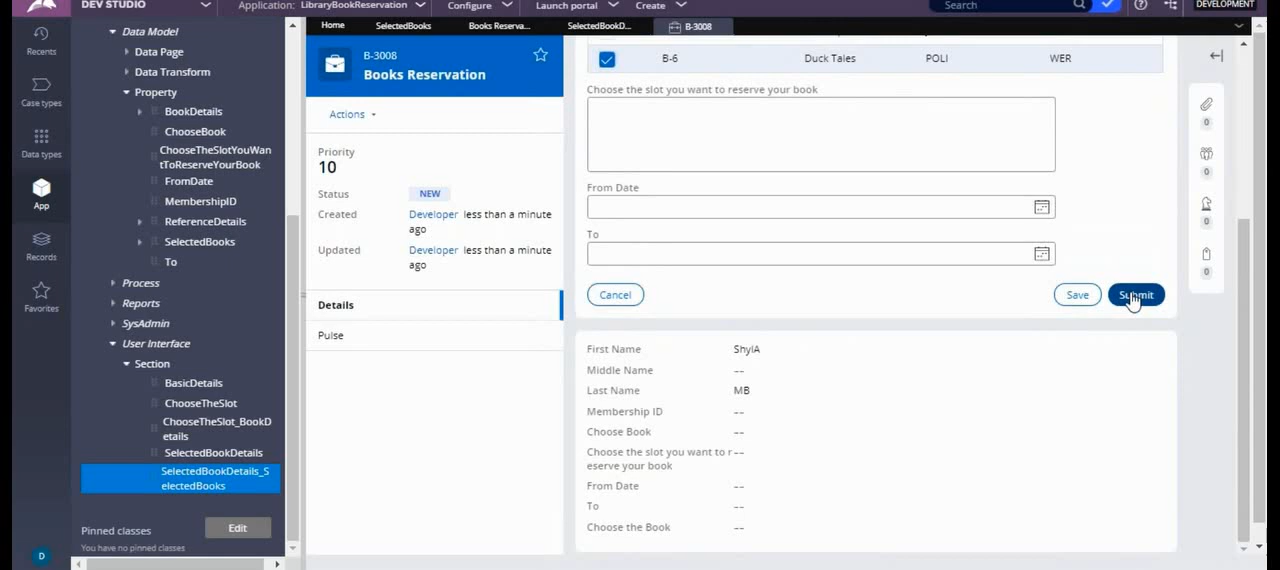 DEV STUDIO
Application: LibraryBookReservation
Configure
Launch portal
Create
Search
DEVELOPMENT
Home
SelectedBooks
Books Reserva...
SelectedBookD...
B-3008
Recents
Case types
Data types
App
Records
Favorites
D
Data Model
Data Page
Data Transform
Property
BookDetails
ChooseBook
ChooseTheSlotYouWan
tToReserveYourBook
FromDate
MembershipID
ReferenceDetails
SelectedBooks
To
Process
Reports
SysAdmin
User Interface
Section
BasicDetails
ChooseTheSlot
ChooseTheSlot_BookD
etails
SelectedBookDetails
SelectedBookDetails_S
electedBooks
Pinned classes
Edit
You have no pinned classes
B-3008
Books Reservation
Actions
Priority
10
Status NEW
Created Developer less than a minute
ago
Updated Developer less than a minute
ago
Details
Pulse
B-6 Duck Tales POLI WER
Choose the slot you want to reserve your book
From Date
To
Cancel Save Submit
First Name ShylA
Middle Name --
Last Name MB
Membership ID --
Choose Book --
Choose the slot you want to r --
eserve your book
From Date --
To --
Choose the Book --
0
0
0
0